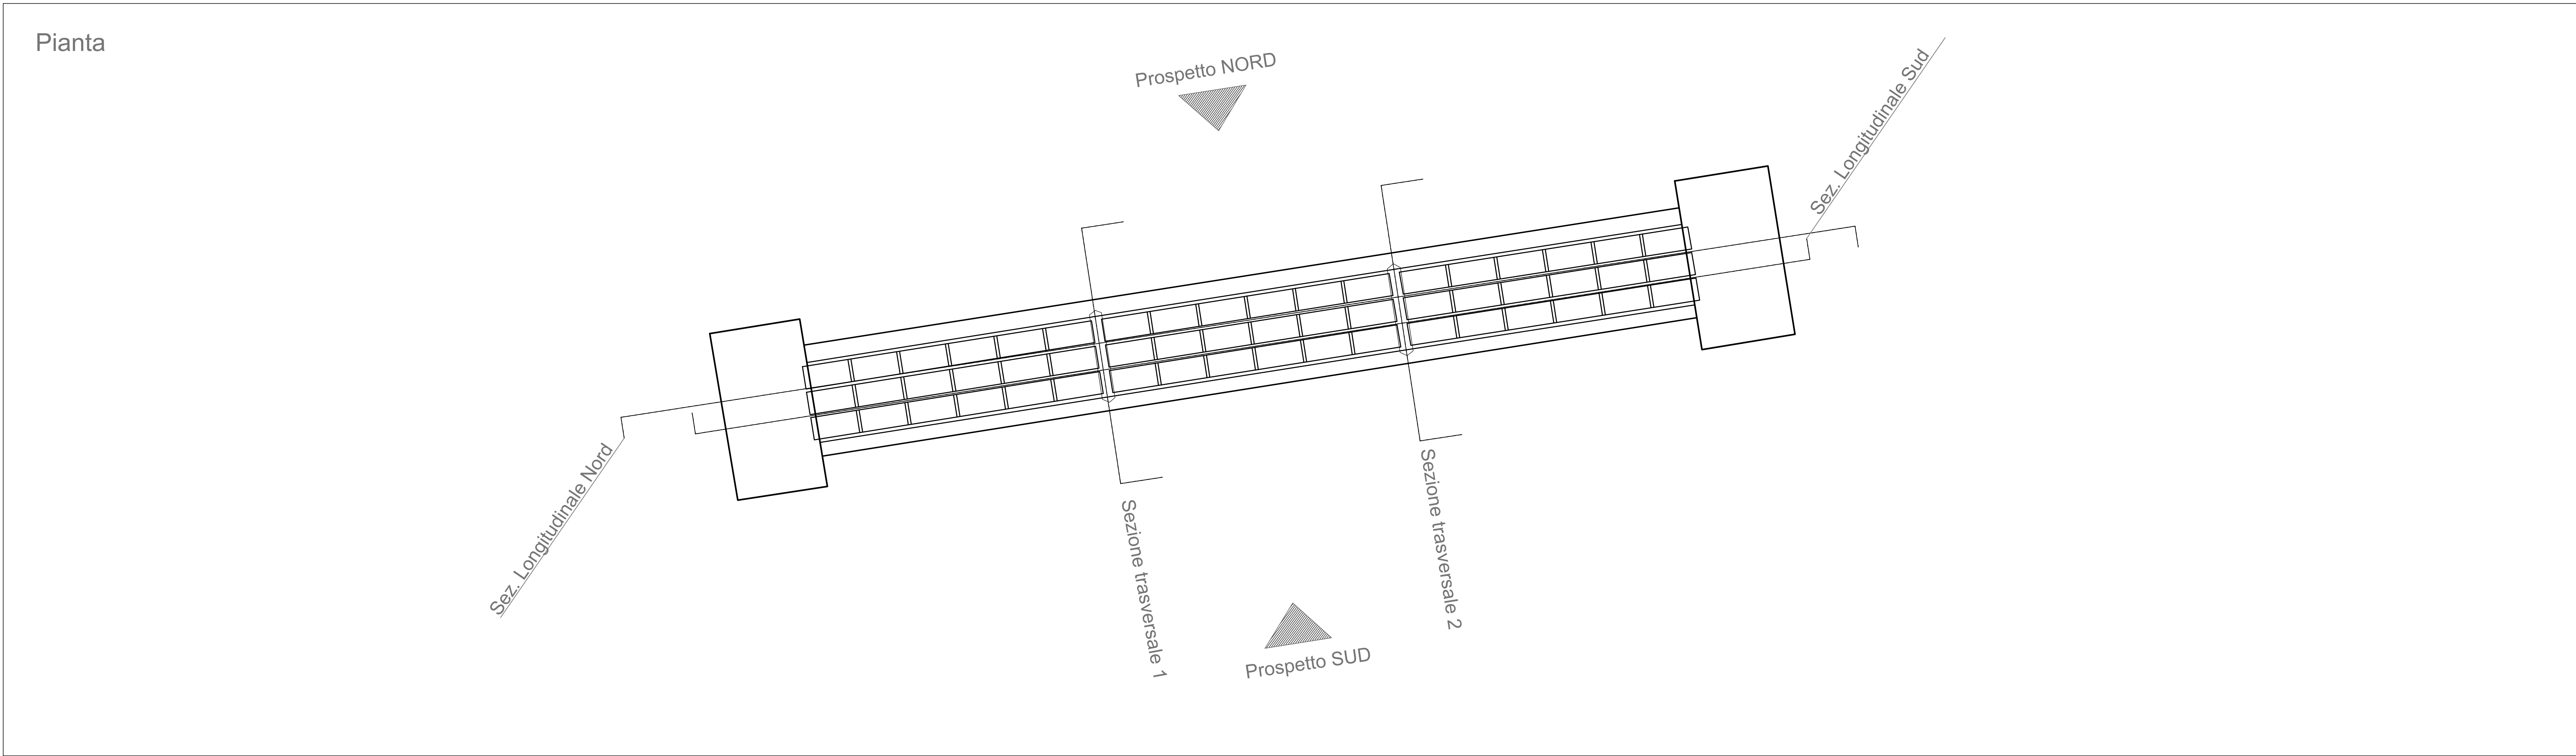 Pianta
Prospetto NORD
Sez. Longitudinale Sud
Sez. Longitudinale Nord
Sezione trasversale 1
Sezione trasversale 2
Prospetto SUD